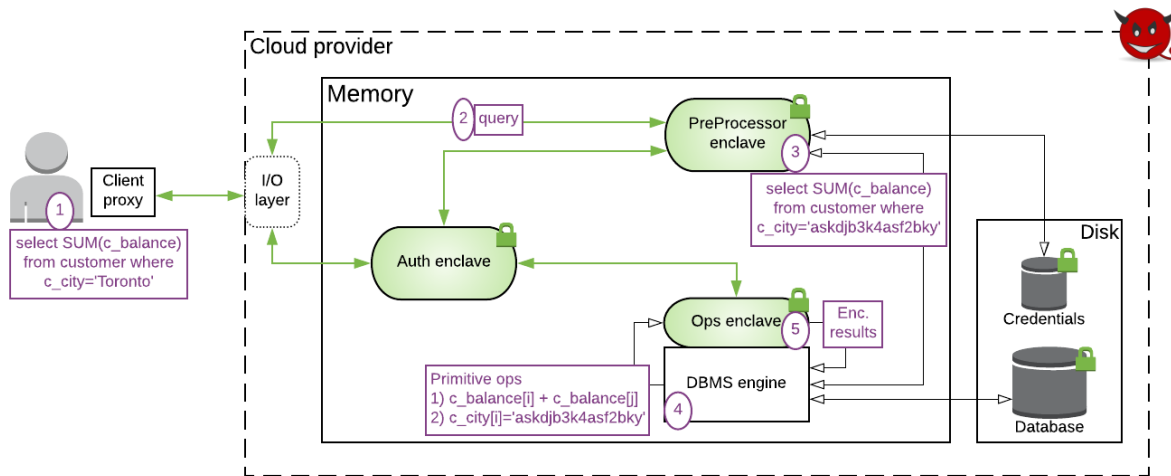 Cloud provider
Memory
2
query
PreProcessor
enclave
3
select SUM(c_balance)
from customer where
c_city='askdjb3k4asf2bky'
Client
proxy
I/O
layer
1
select SUM(c_balance)
from customer where
c_city='Toronto'
Auth enclave
Disk
Credentials
Database
Ops enclave
5
Enc.
results
Primitive ops
1) c_balance[i] + c_balance[j]
2) c_city[i]='askdjb3k4asf2bky'
DBMS engine
4